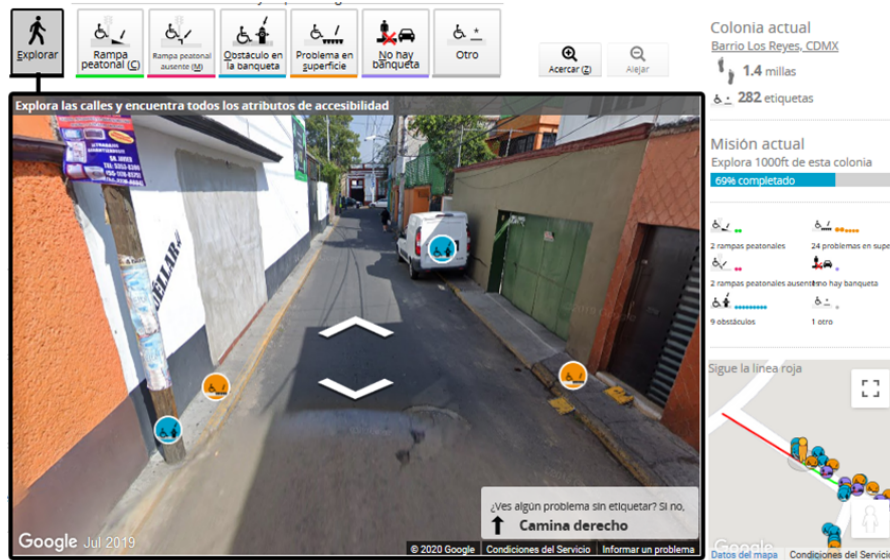 Explorar
Rampa
peatonal (C)
Rampa peatonal
ausente (M)
Obstáculo en
la banqueta
Problema en
superficie
No hay
banqueta
Otro
Acercar (Z)
Alejar
Colonia actual
Barrio Los Reyes, CDMX
1.4 millas
282 etiquetas
Misión actual
Explora 1000ft de esta colonia
69% completado
2 rampas peatonales
24 problemas en supe
2 rampas peatonales
no hay banqueta
9 obstáculos
1 otro
Sigue la linea roja
Explora las calles y encuentra todos los atributos de accesibilidad
¿Ves algún problema sin etiquetar? Si no,
Camina derecho
Google Jul 2019
© 2020 Google
Condiciones del Servicio
Informar un problema
Google
Datos del mapa
Condiciones del Servicio